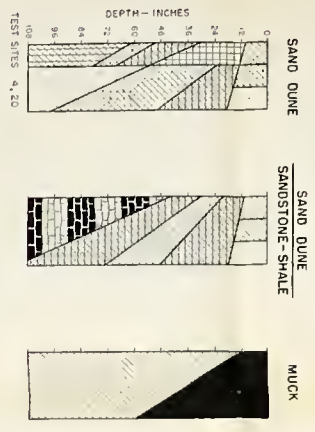 SAND DUNE
SAND DUNE
SANDSTONE-SHALE
MUCK
DEPTH — INCHES
0
12
24
36
48
60
72
84
96
108
TEST SITES 4, 20